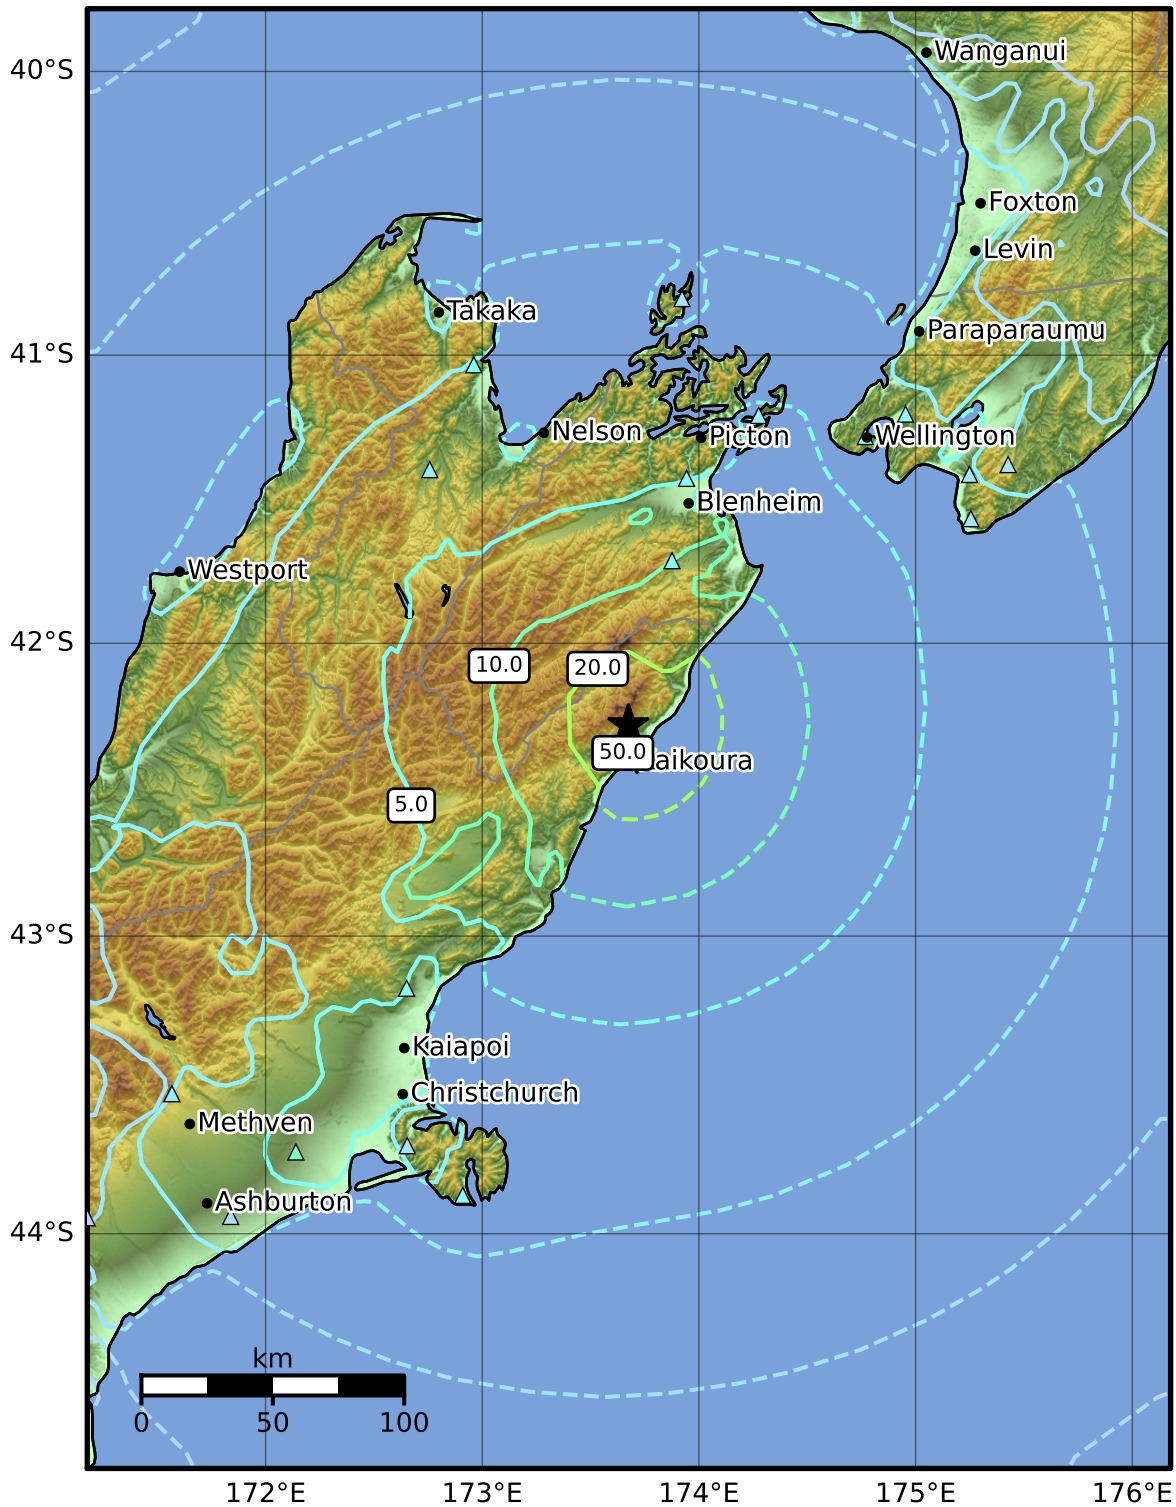 Wanganui
40°S
Foxton
Levin
Takaka
Paraparaumu
41°S
Nelson
Picton
Wellington
Blenheim
Westport
42°S
10.0
20.0
50.0
aikoura
5.0
43°S
Kaiapoi
Christchurch
Methven
Ashburton
44°S
km
0 50 100
172°E 173°E 174°E 175°E 176°E